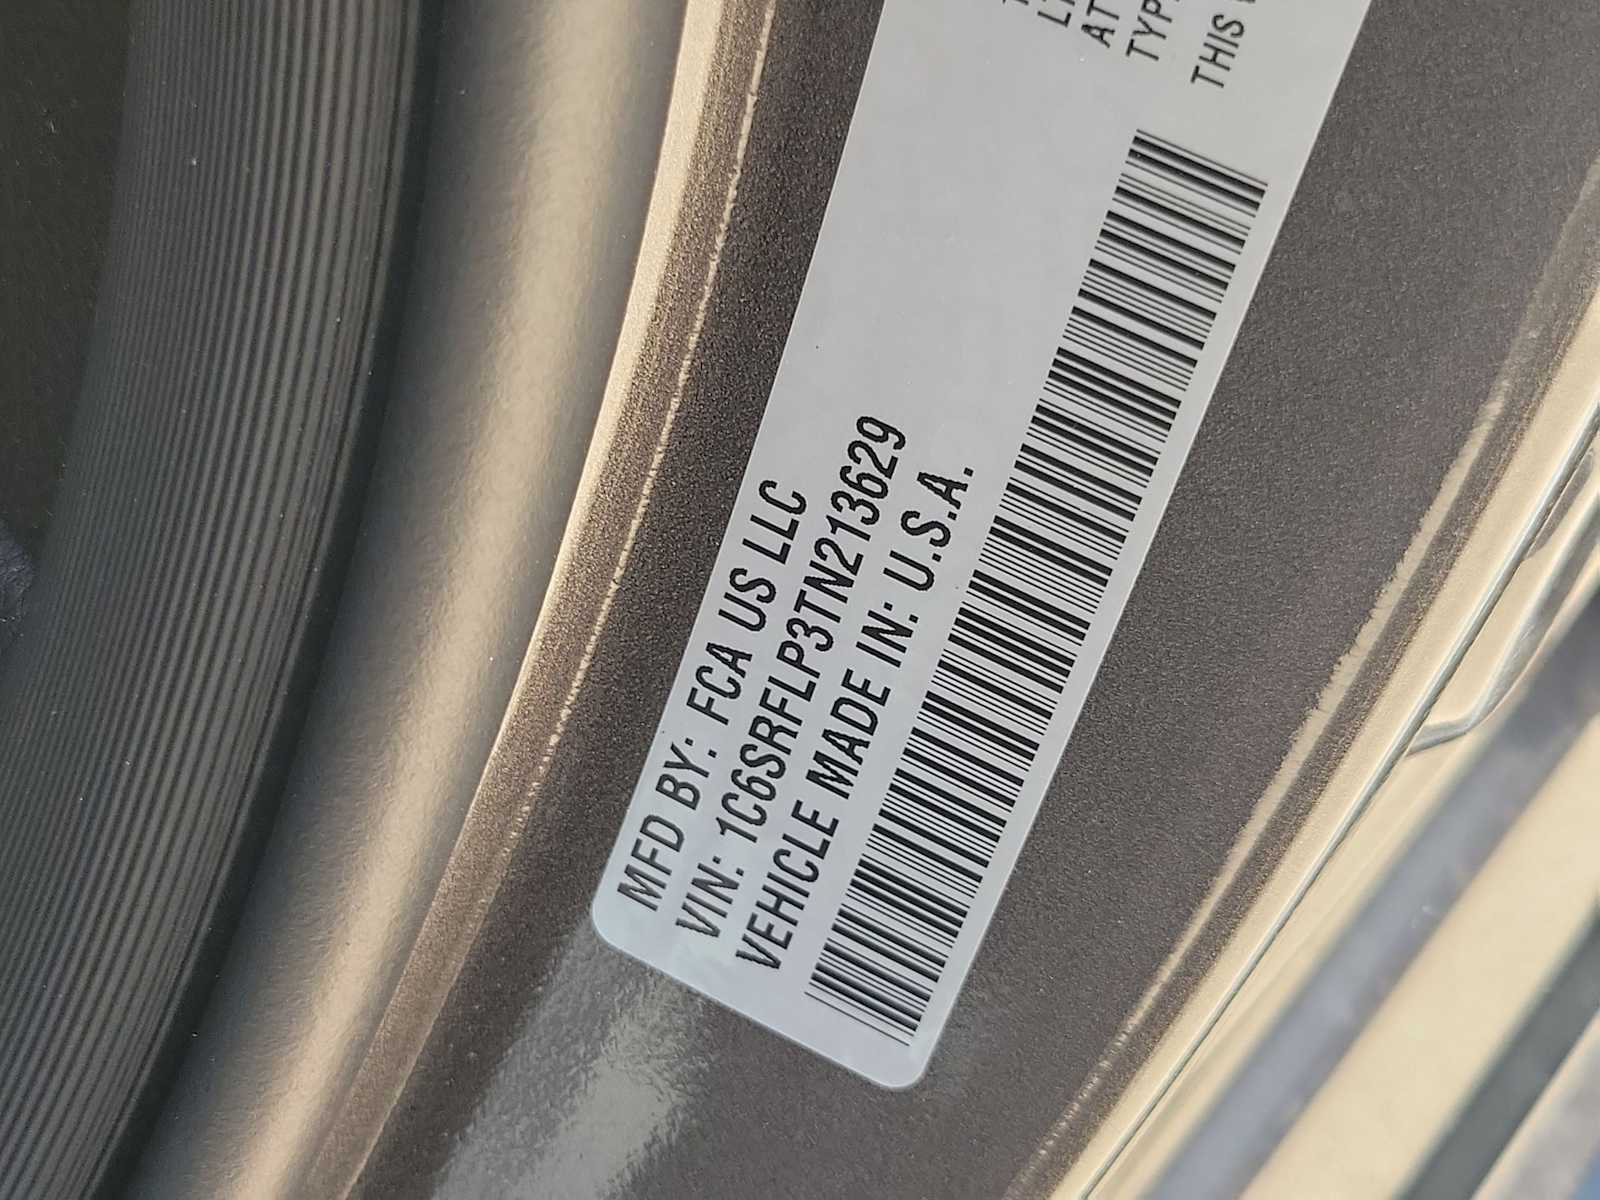 MFD BY: FCA US LLC
VIN: 1C6SRFLP3TN213629
VEHICLE MADE IN: U.S.A.
THIS